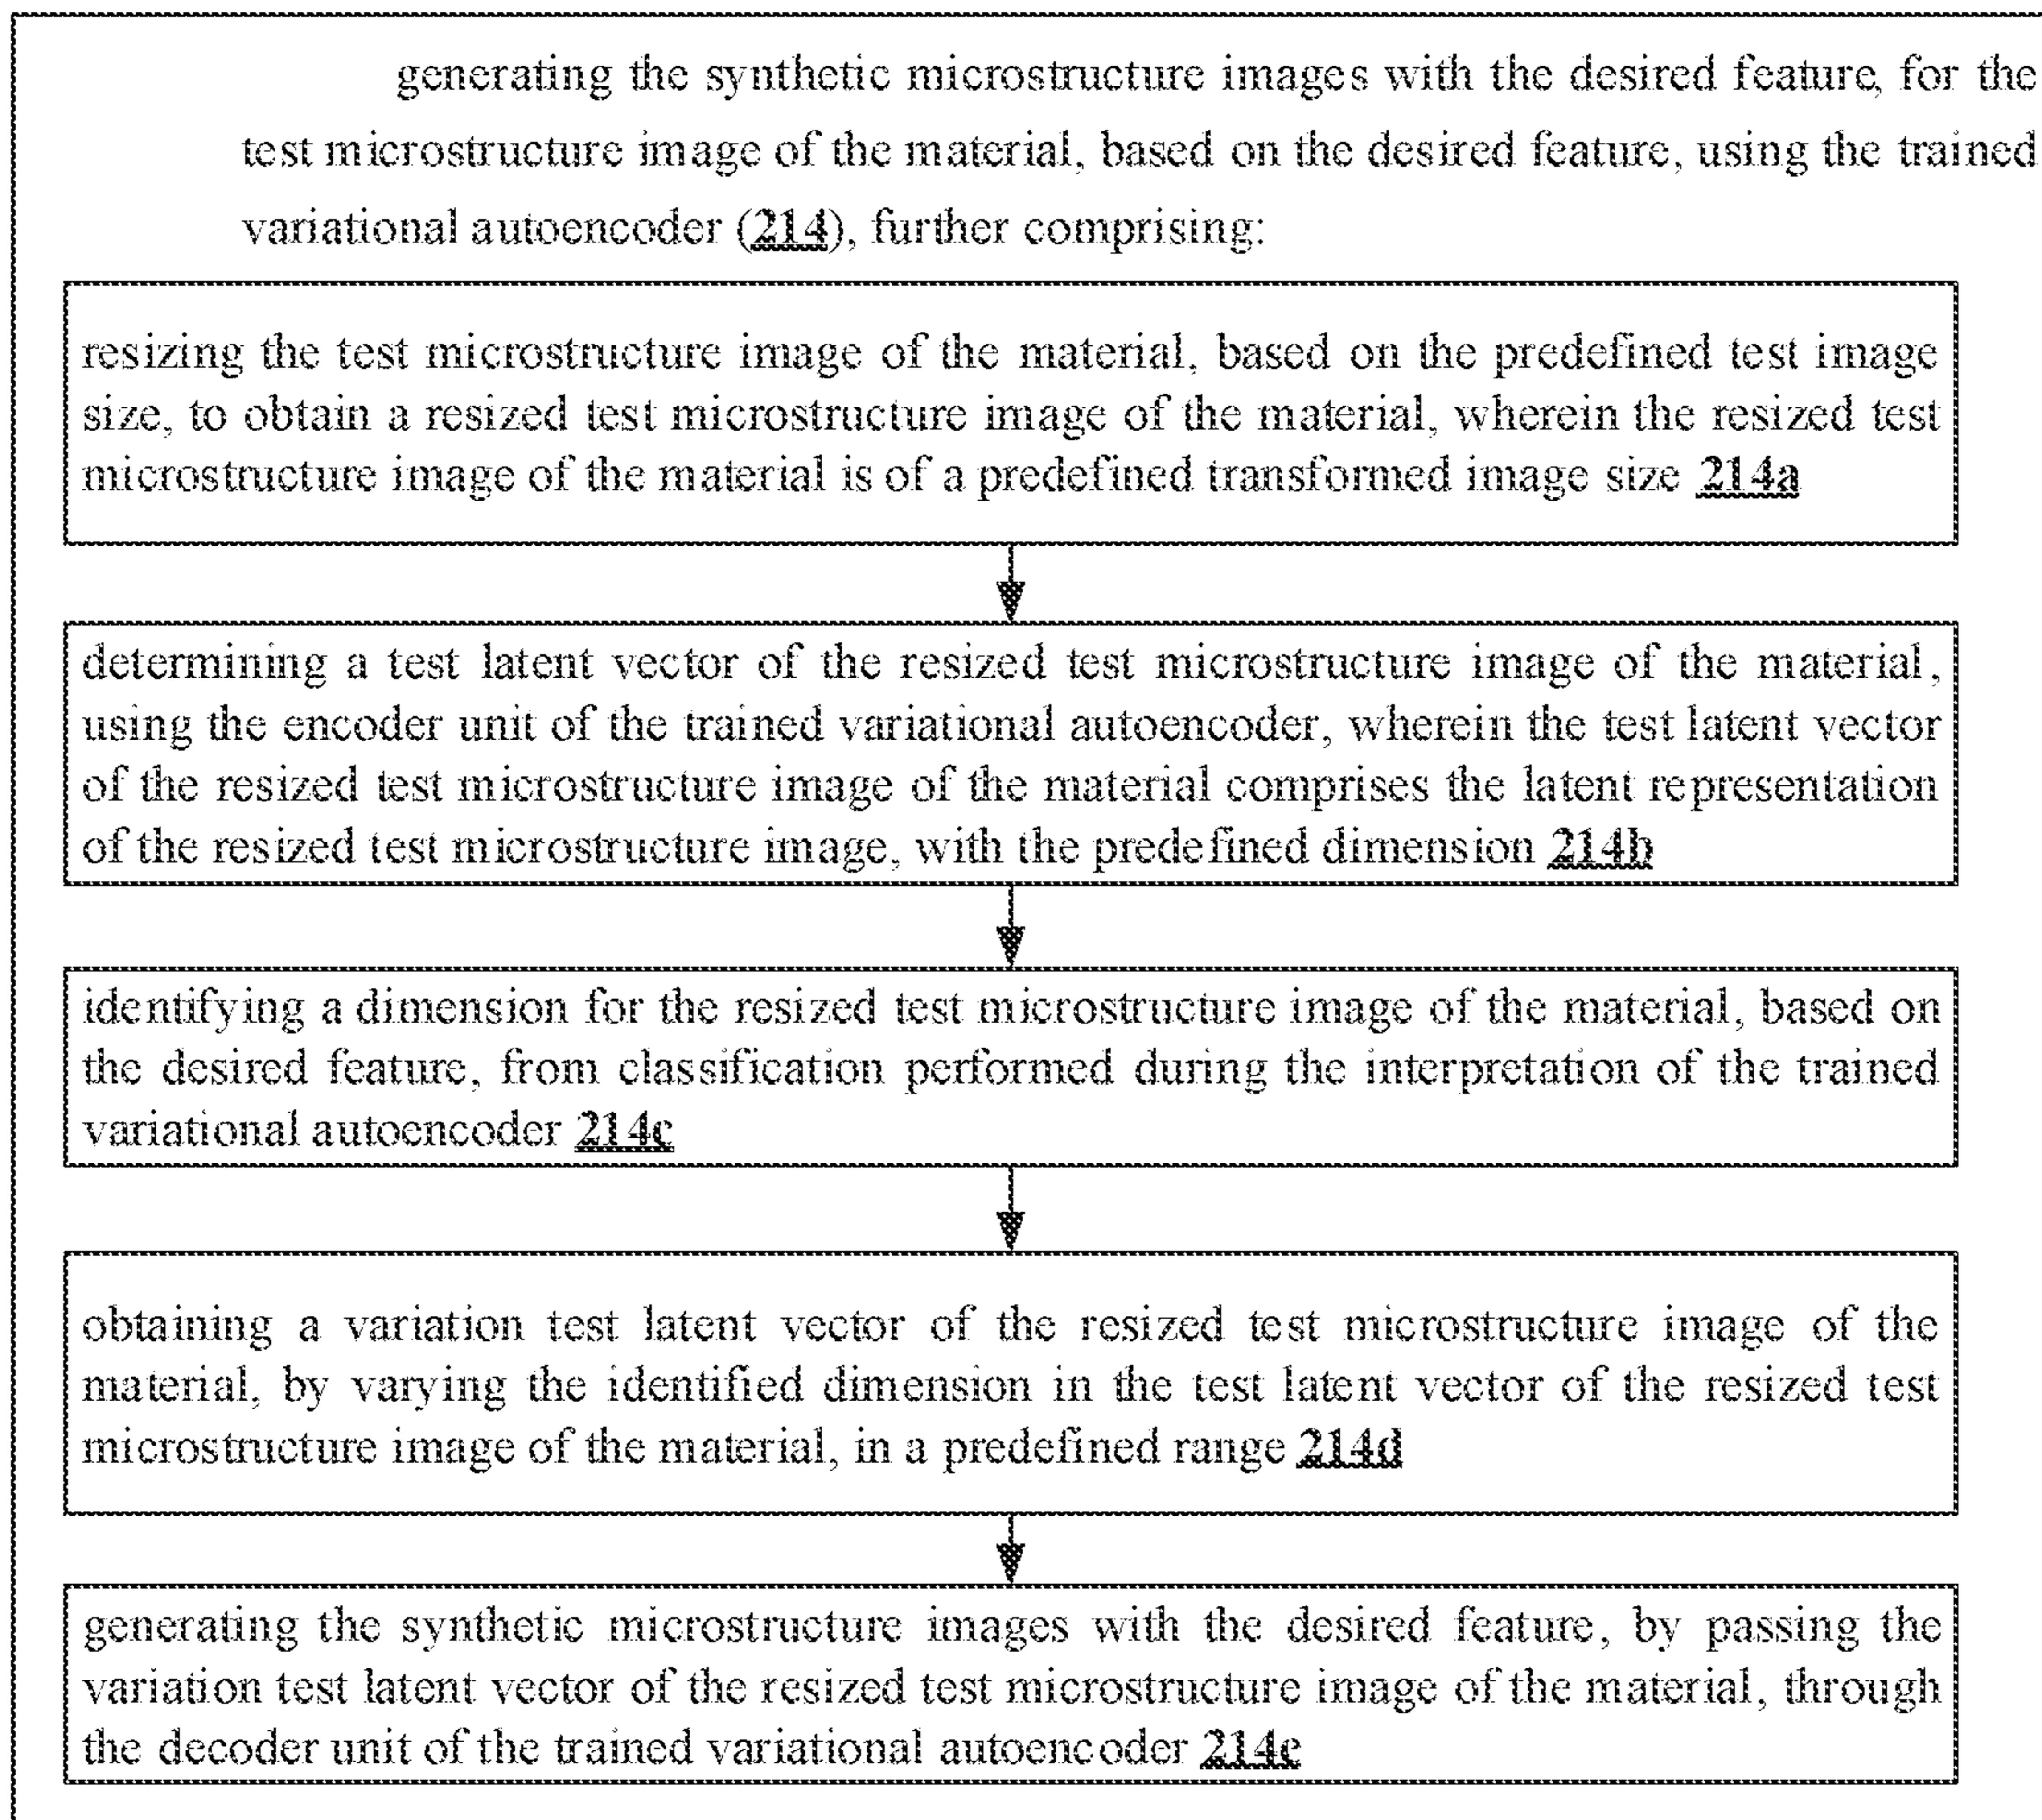 generating the synthetic microstructure images with the desired feature, for the
test microstructure image of the material, based on the desired feature, using the trained
variational autoencoder (214), further comprising:
resizing the test microstructure image of the material, based on the predefined test image
size, to obtain a resized test microstructure image of the material, wherein the resized test
microstructure image of the material is of a predefined transformed image size 214a
determining a test latent vector of the resized test microstructure image of the material,
using the encoder unit of the trained variational autoencoder, wherein the test latent vector
of the resized test microstructure image of the material comprises the latent representation
of the resized test microstructure image, with the predefined dimension 214b
identifying a dimension for the resized test microstructure image of the material, based on
the desired feature, from classification performed during the interpretation of the trained
variational autoencoder 214c
obtaining a variation test latent vector of the resized test microstructure image of the
material, by varying the identified dimension in the test latent vector of the resized test
microstructure image of the material, in a predefined range 214d
generating the synthetic microstructure images with the desired feature, by passing the
variation test latent vector of the resized test microstructure image of the material, through
the decoder unit of the trained variational autoencoder 214e